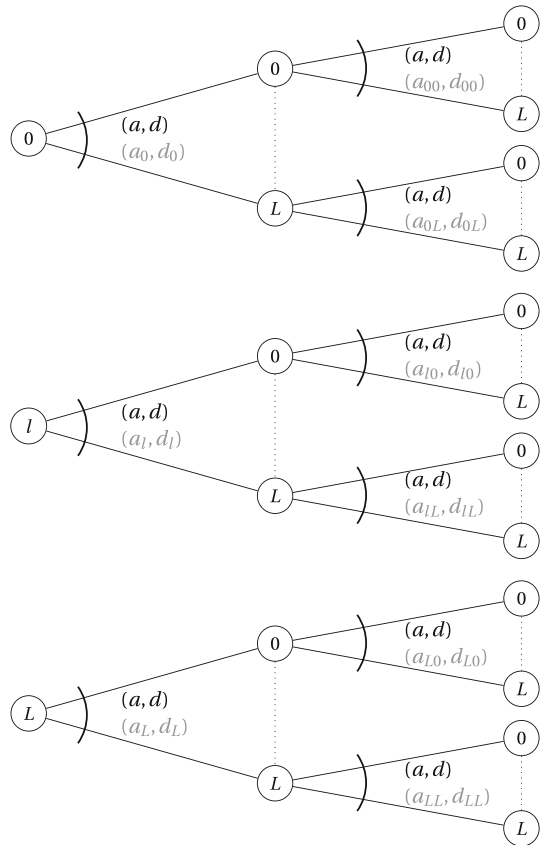 0
0
(a, d)
(a₀₀, d₀₀)
L
0
(a, d)
(a₀, d₀)
0
L
(a, d)
(a₀L, d₀L)
L
0
0
(a, d)
(aₗ₀, dₗ₀)
L
l
(a, d)
(aₗ, dₗ)
0
L
(a, d)
(aₗL, dₗL)
L
0
0
(a, d)
(aL₀, dL₀)
L
L
(a, d)
(aL, dL)
0
L
(a, d)
(aLL, dLL)
L